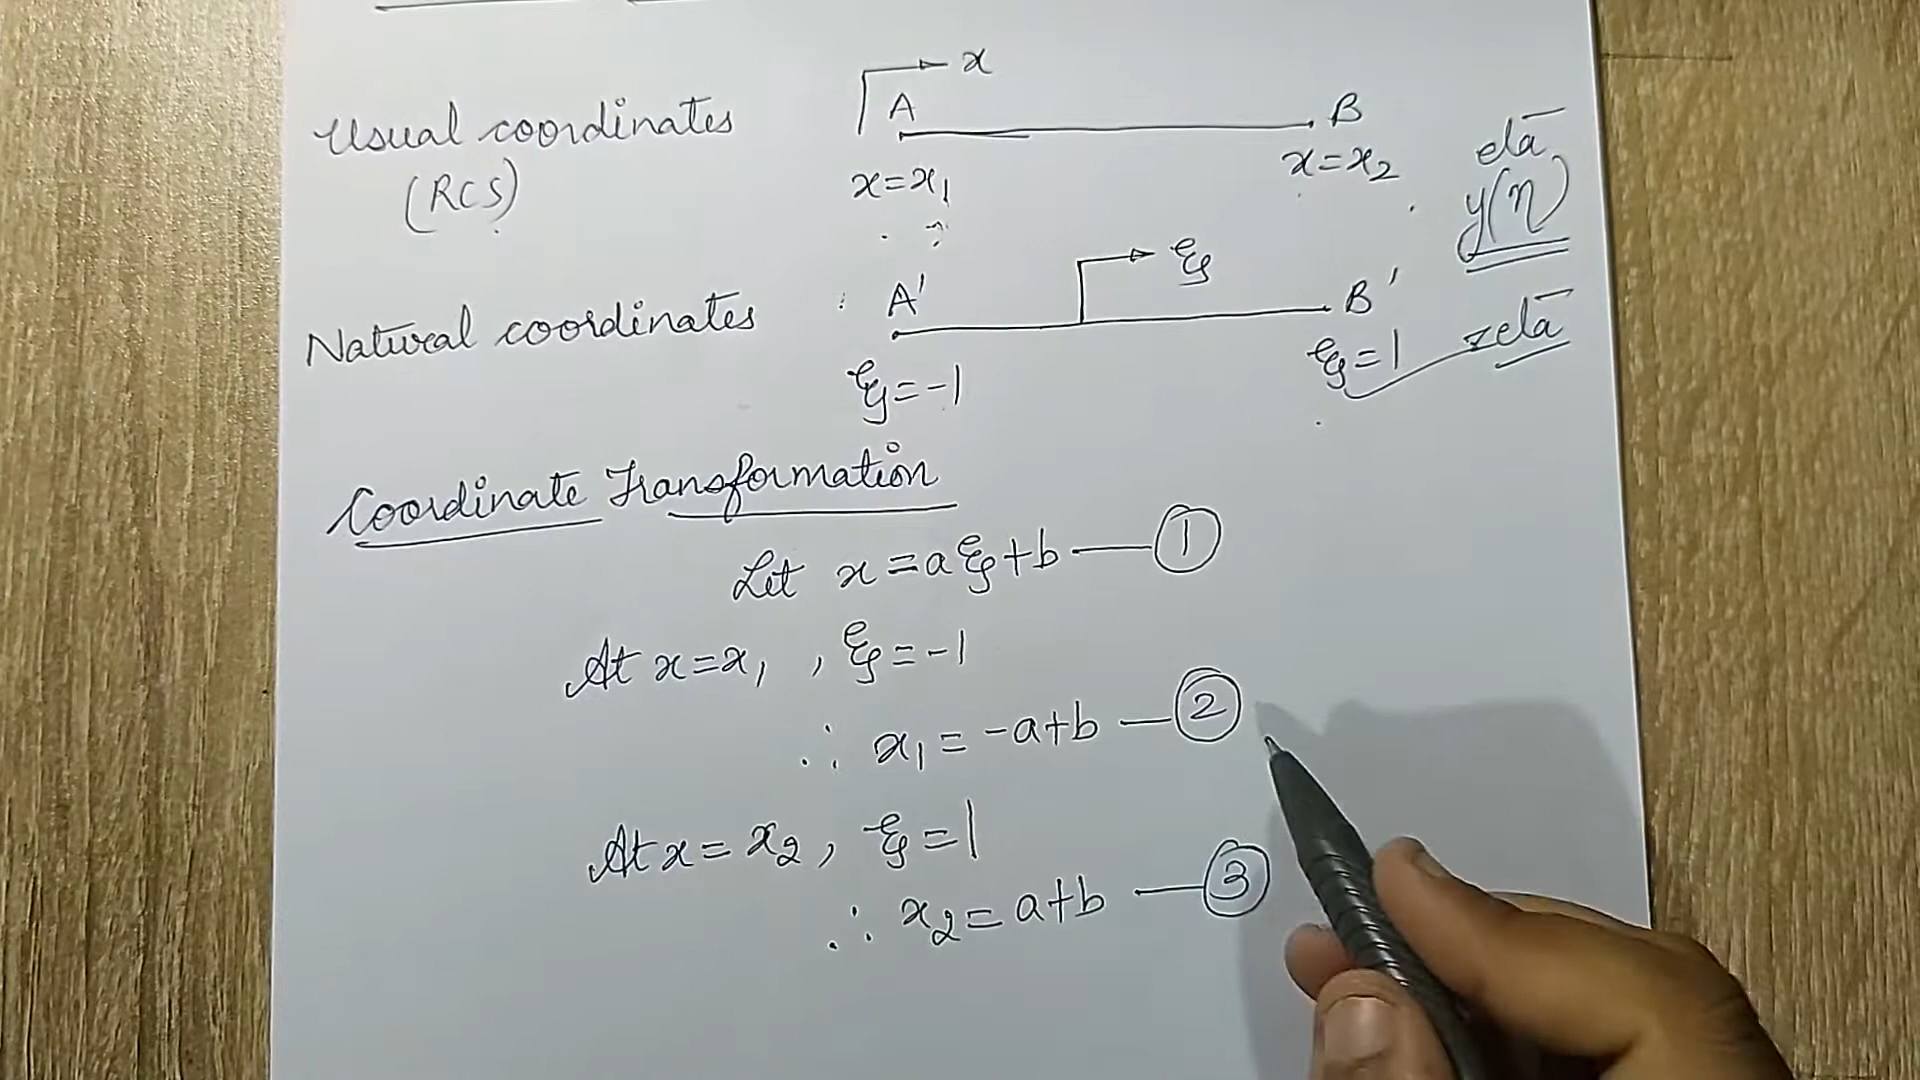 x
A
B
Usual coordinates
(RCS)
x=x₁
x=x₂
eta
y(η)
ξ
A'
B'
Natural coordinates
ξ=-1
ξ=1
zeta
Coordinate Transformation
Let x=aξ+b — ①
At x=x₁, ξ=-1
∴ x₁=-a+b — ②
At x=x₂, ξ=1
∴ x₂=a+b — ③